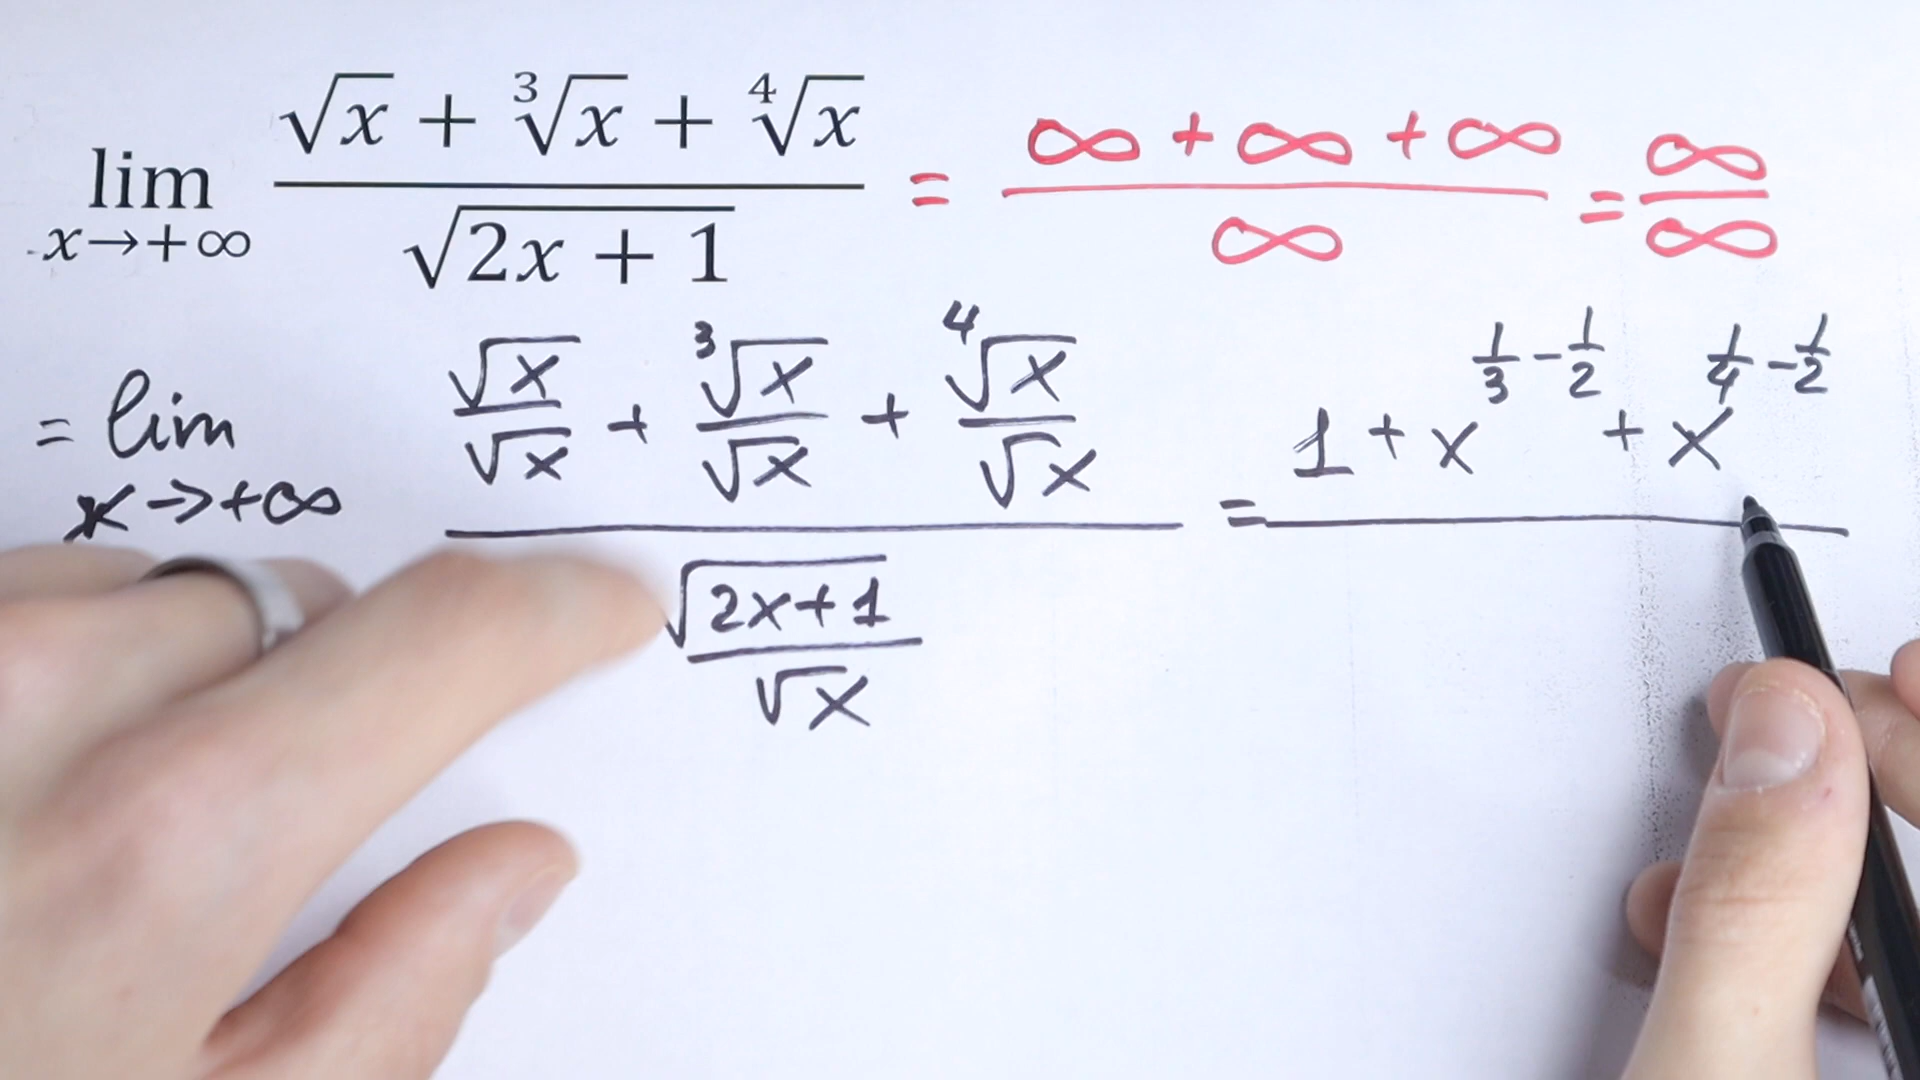 lim x→+∞ (√x + ∛x + ∜x) / √(2x + 1) = (∞ + ∞ + ∞) / ∞ = ∞ / ∞
= lim x→+∞ (√x/√x + ∛x/√x + ∜x/√x) / (√(2x+1)/√x) = 1 + x^(1/3 - 1/2) + x^(1/4 - 1/2)